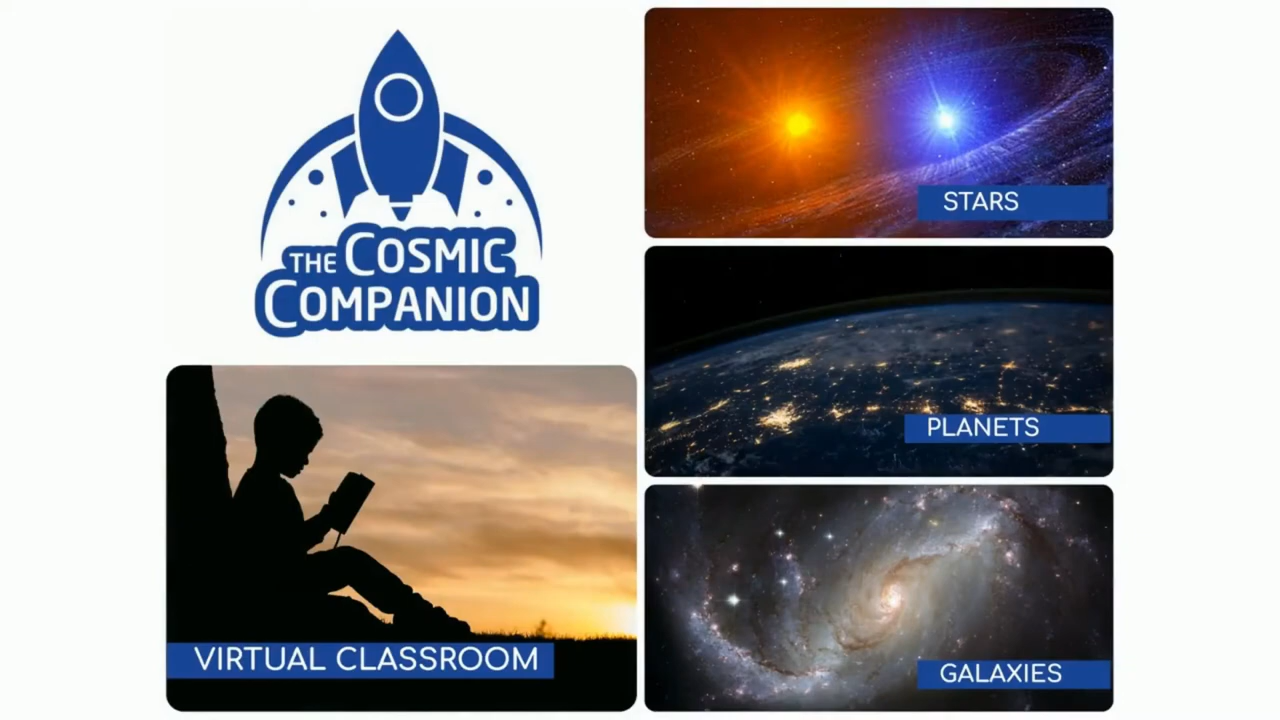 THE COSMIC
COMPANION
VIRTUAL CLASSROOM
STARS
PLANETS
GALAXIES